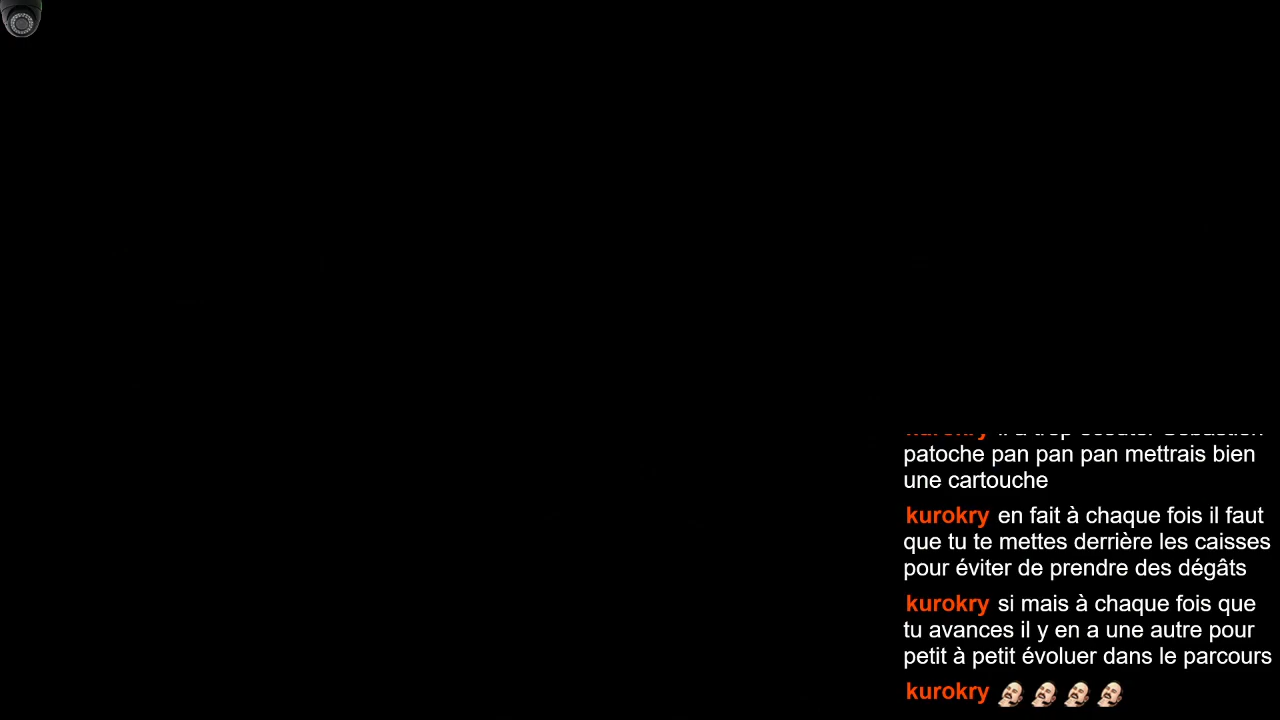 patoche pan pan pan mettrais bien
une cartouche
kurokry en fait à chaque fois il faut
que tu te mettes derrière les caisses
pour éviter de prendre des dégâts
kurokry si mais à chaque fois que
tu avances il y en a une autre pour
petit à petit évoluer dans le parcours
kurokry